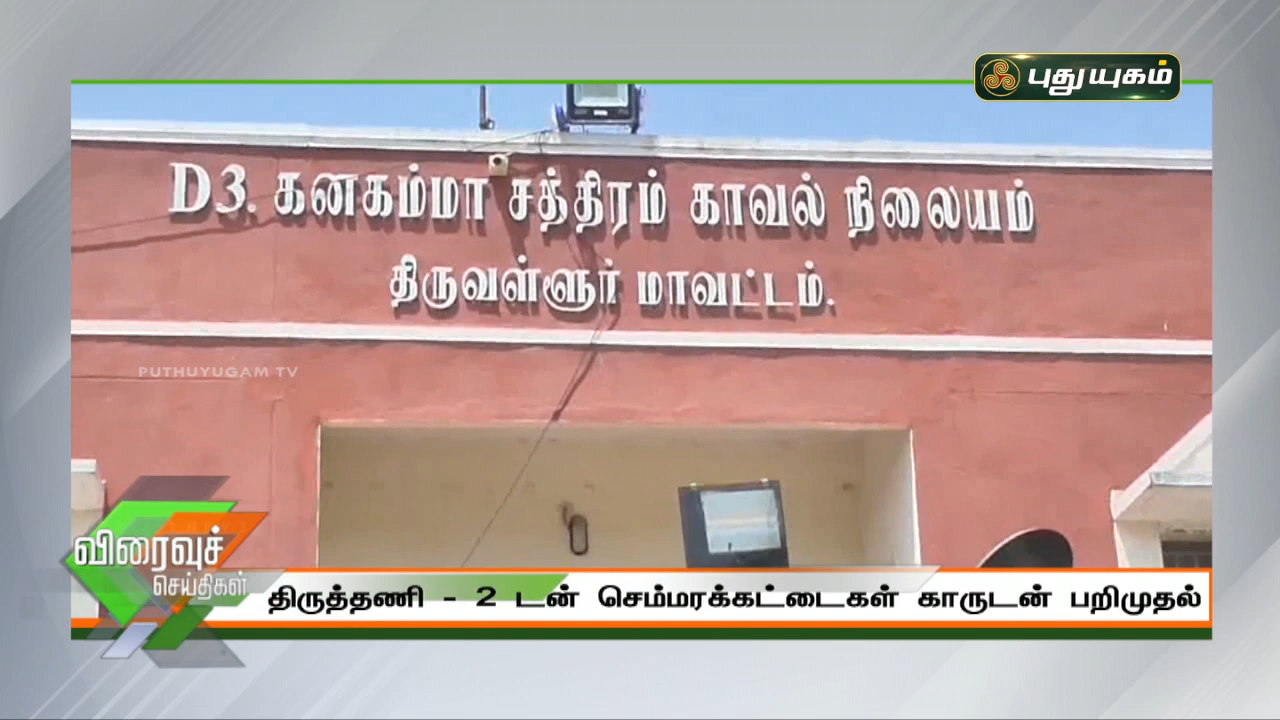 புதுயுகம்
D3. கனகம்மா சத்திரம் காவல் நிலையம்
திருவள்ளூர் மாவட்டம்.
PUTHUYUGAM TV
விரைவுச்
செய்திகள்
திருத்தணி - 2 டன் செம்மரக்கட்டைகள் காருடன் பறிமுதல்